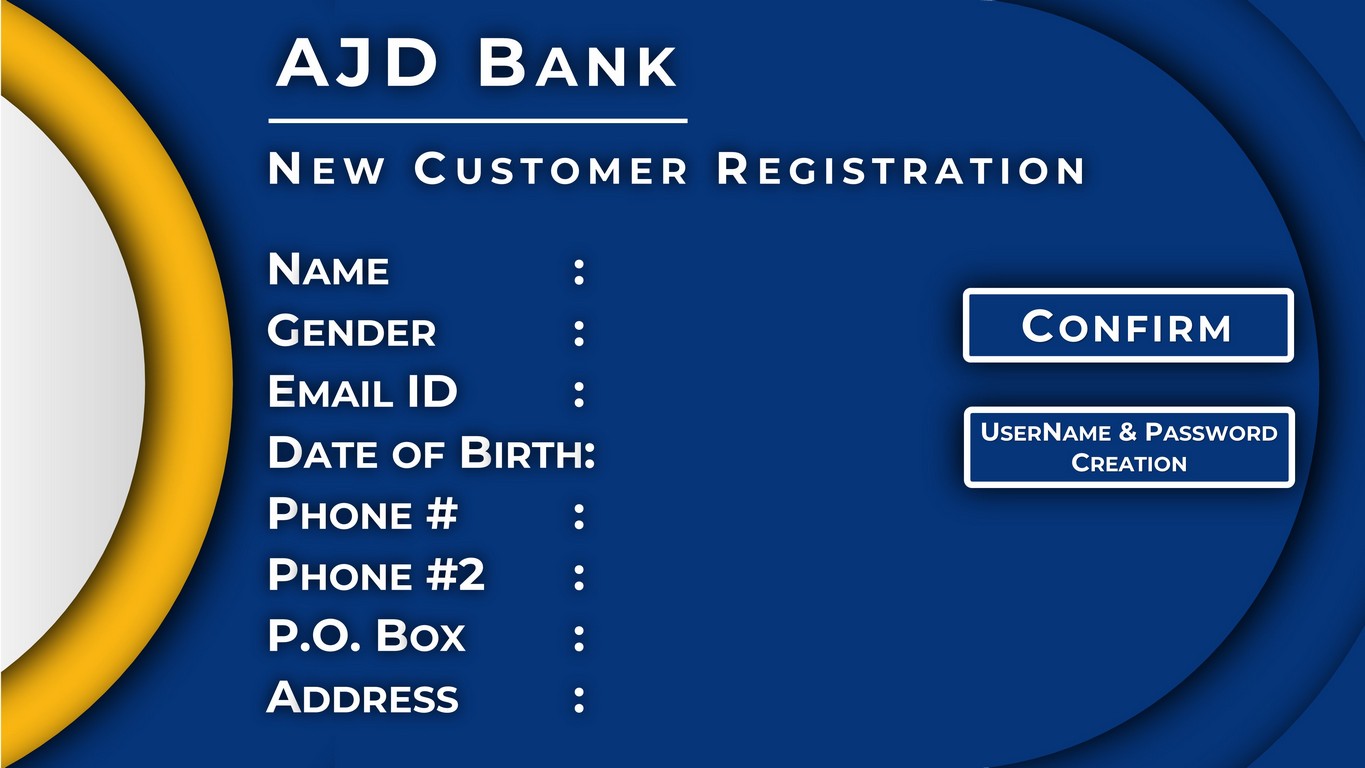 AJD Bank
New Customer Registration
Name :
Gender :
Email ID :
Date of Birth:
Phone # :
Phone #2 :
P.O. Box :
Address :
Confirm
UserName & Password
Creation